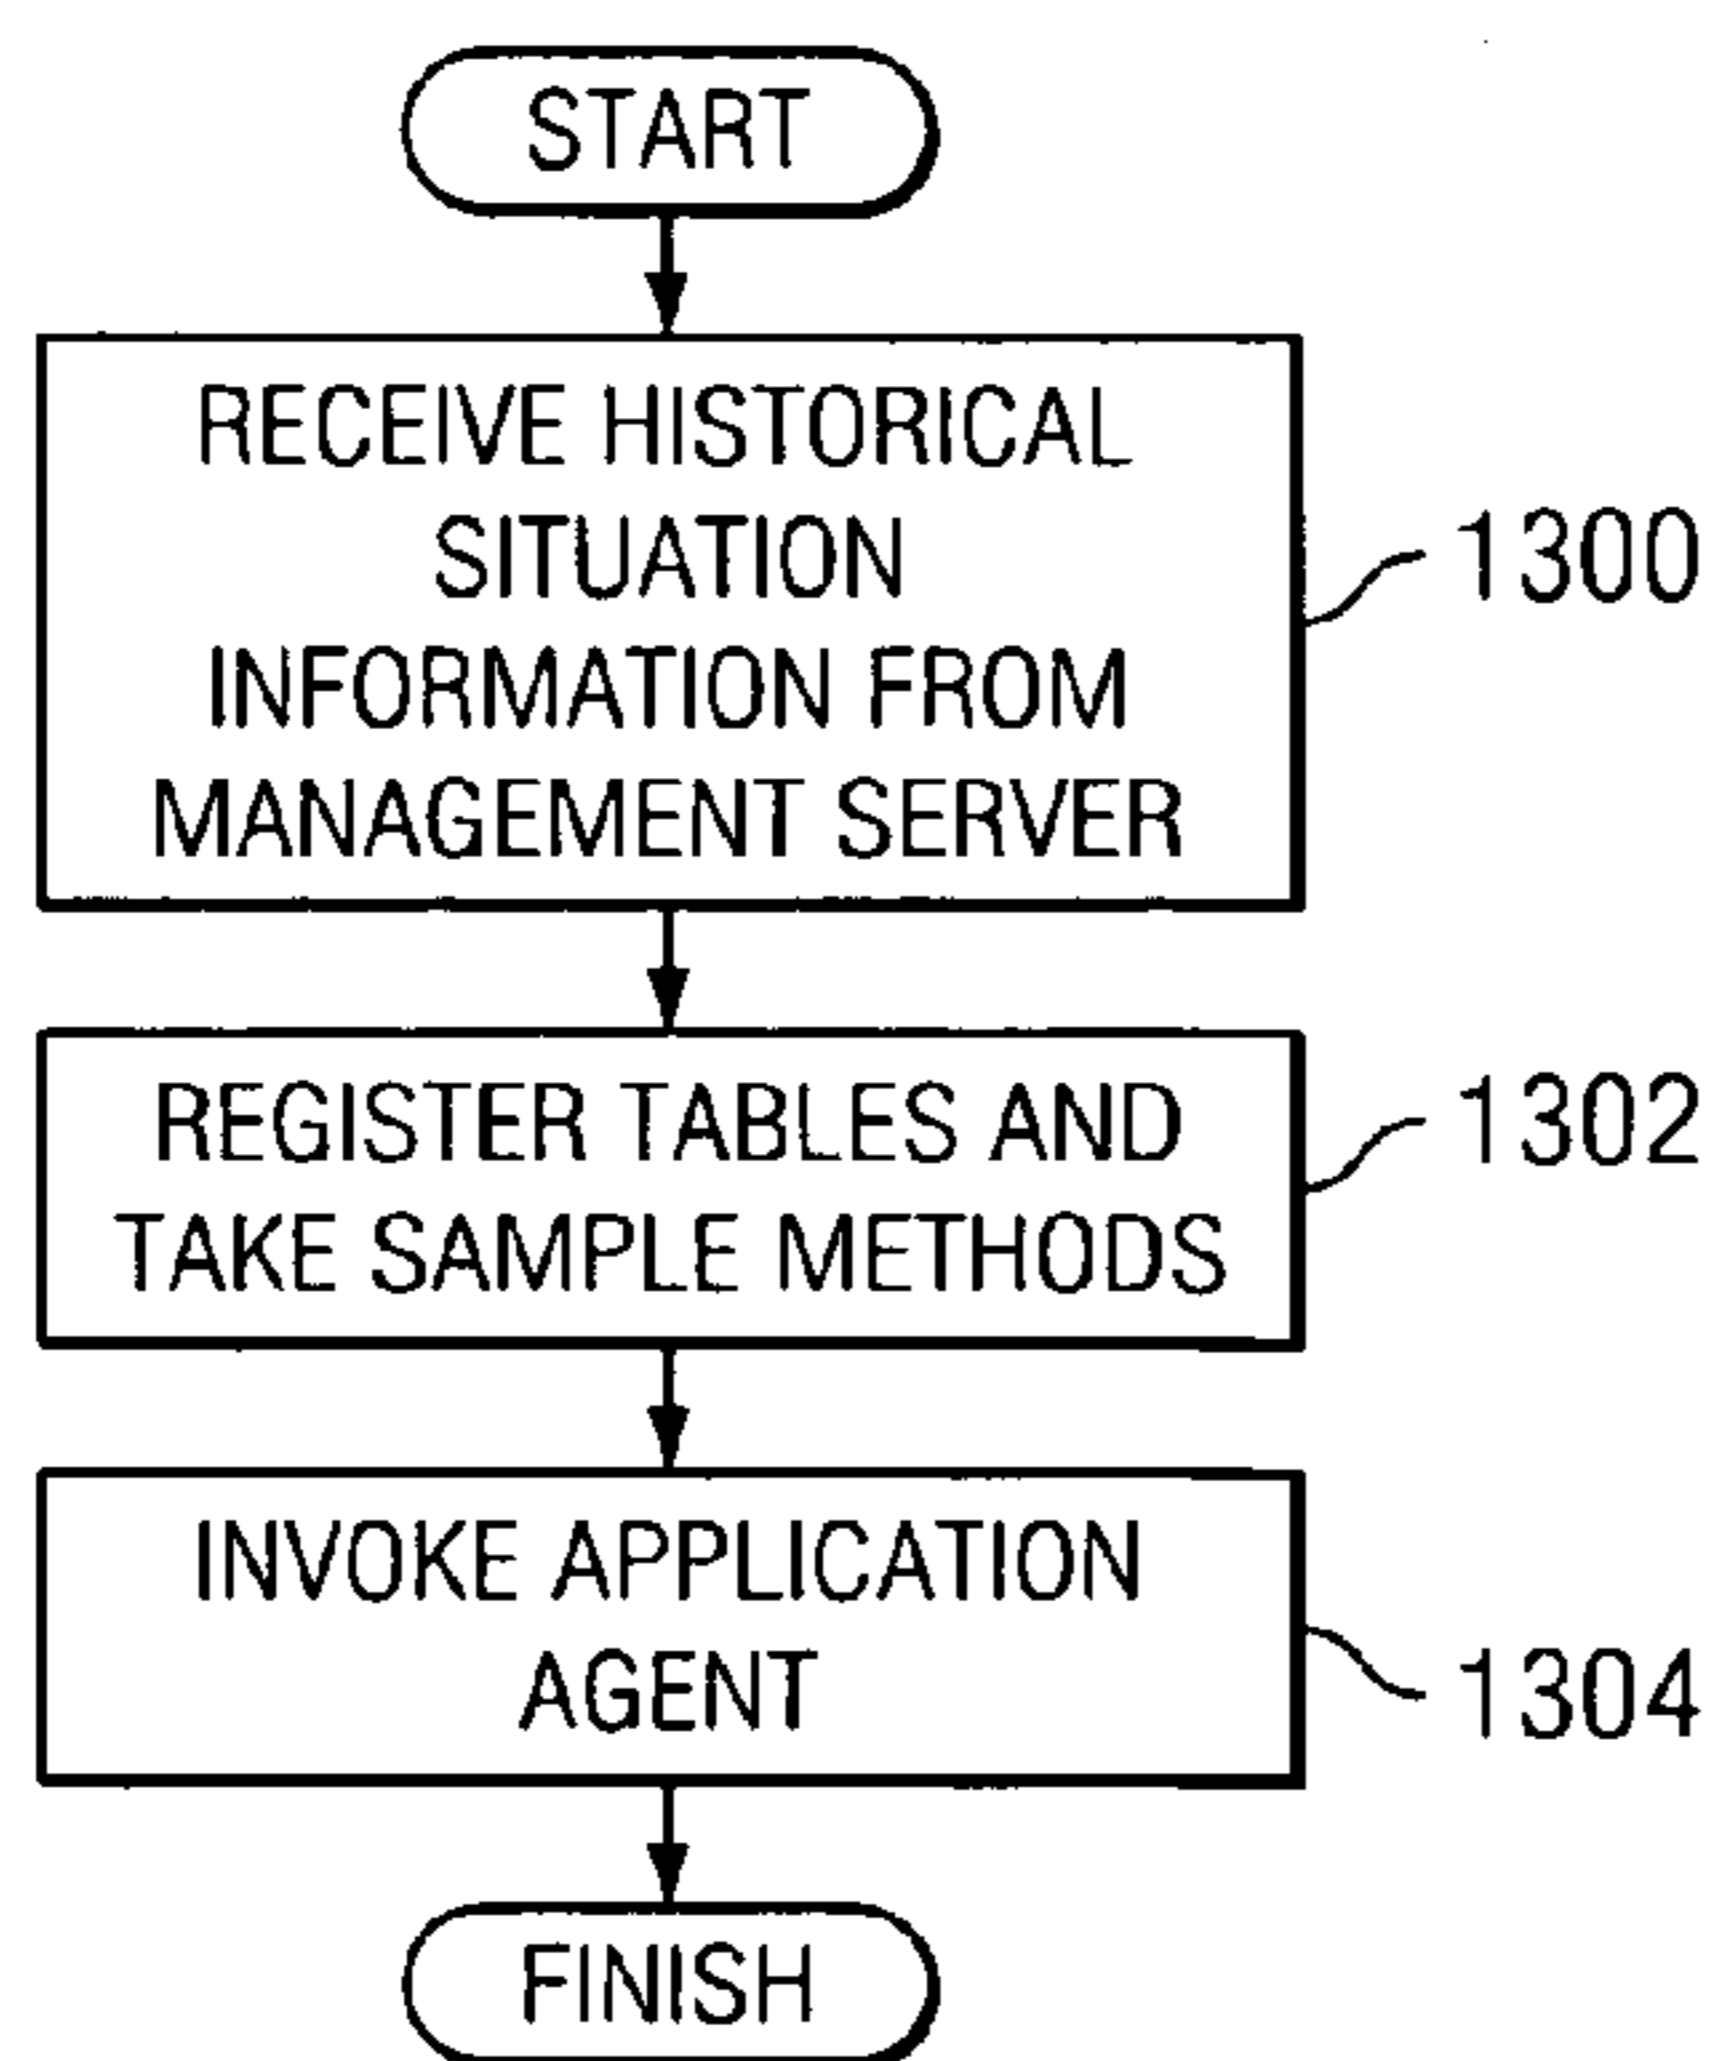 START
RECEIVE HISTORICAL
SITUATION
INFORMATION FROM
MANAGEMENT SERVER
1300
REGISTER TABLES AND
TAKE SAMPLE METHODS
1302
INVOKE APPLICATION
AGENT
1304
FINISH